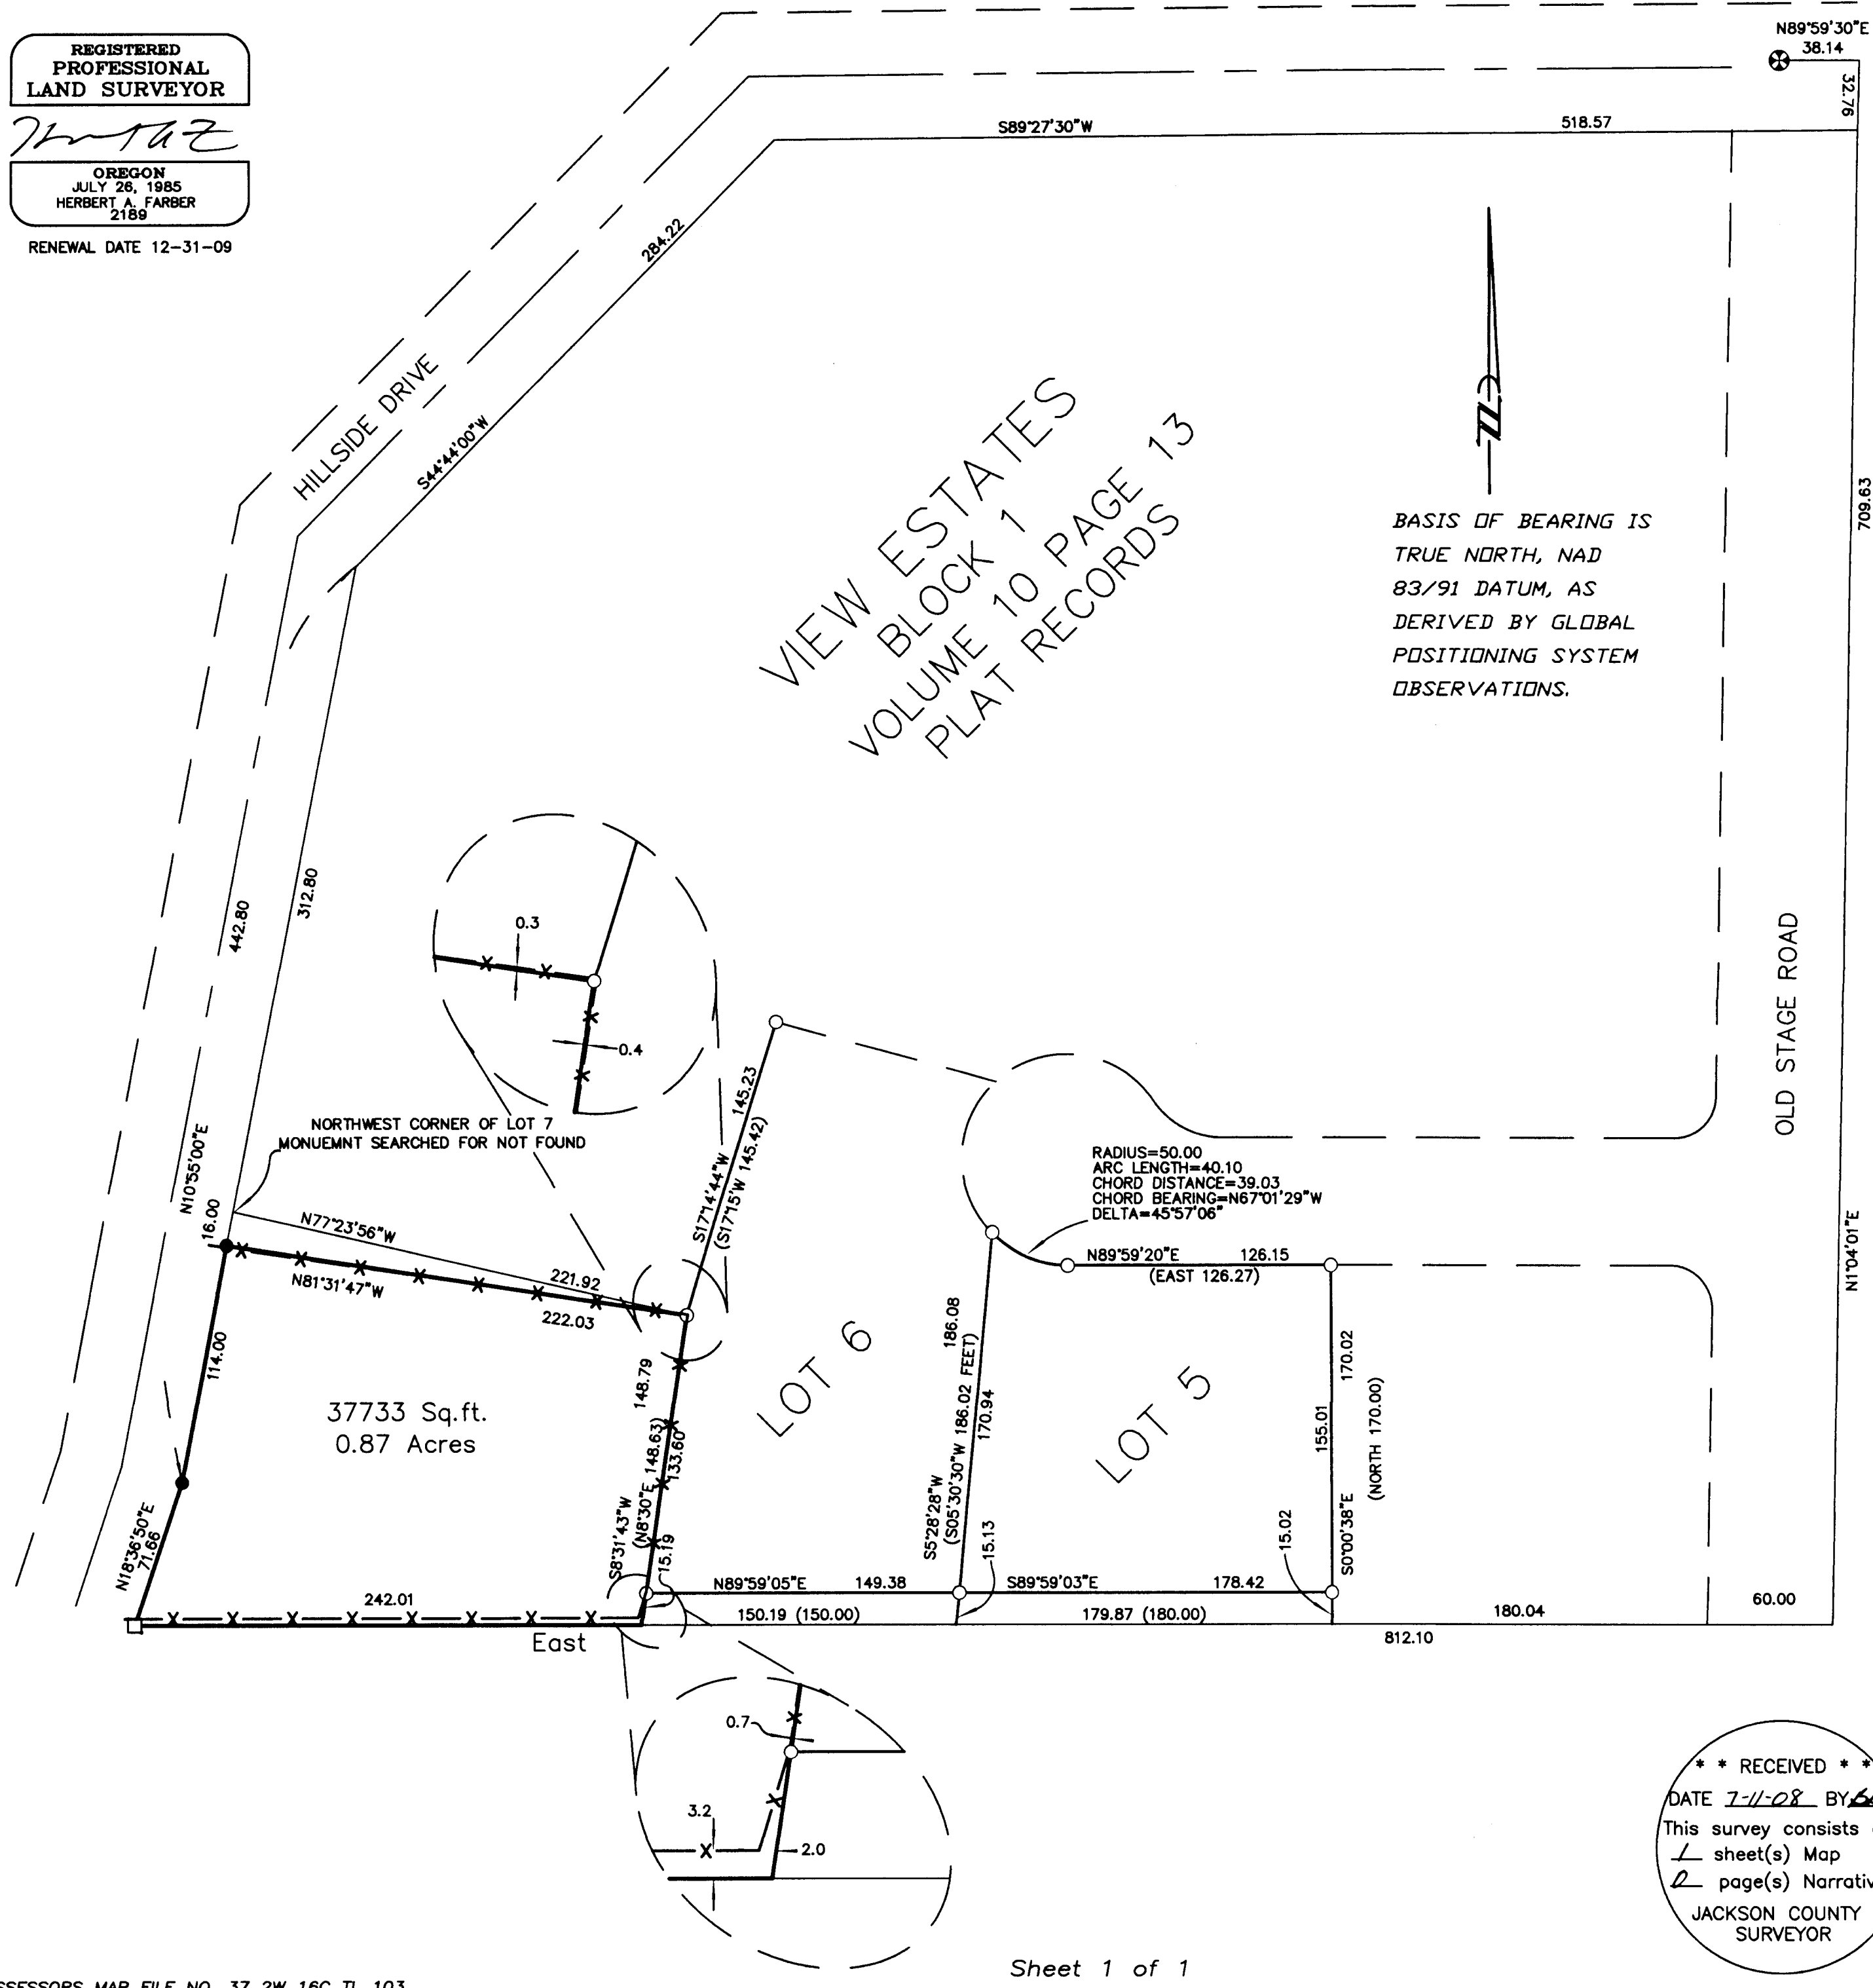 REGISTERED
PROFESSIONAL
LAND SURVEYOR
OREGON
JULY 26, 1985
HERBERT A. FARBER
2189
RENEWAL DATE 12-31-09
N89°59'30"E
38.14
32.76
S89°27'30"W
518.57
284.22
HILLSIDE DRIVE
S44°44'00"W
VIEW ESTATES
BLOCK 1
VOLUME 10 PAGE 13
PLAT RECORDS
BASIS OF BEARING IS
TRUE NORTH, NAD
83/91 DATUM, AS
DERIVED BY GLOBAL
POSITIONING SYSTEM
OBSERVATIONS.
709.63
442.80
312.80
0.3
0.4
OLD STAGE ROAD
NORTHWEST CORNER OF LOT 7
MONUEMNT SEARCHED FOR NOT FOUND
N10°55'00"E
16.00
N77°23'56"W
221.92
N81°31'47"W
222.03
145.23
S17°14'44"W
(S17°15'W 145.42)
RADIUS=50.00
ARC LENGTH=40.10
CHORD DISTANCE=39.03
CHORD BEARING=N67°01'29"W
DELTA=45°57'06"
N89°59'20"E
126.15
(EAST 126.27)
N1°04'01"E
114.00
37733 Sq.ft.
0.87 Acres
148.79
S8°31'43"W
(N8°30"E 148.63)
133.60
15.19
LOT 6
186.08
S5°28'28"W
(S05°30'30"W 186.02 FEET)
170.94
15.13
LOT 5
155.01
170.02
S0°00'38"E
(NORTH 170.00)
15.02
N18°36'50"E
71.66
242.01
East
N89°59'05"E
149.38
S89°59'03"E
178.42
150.19 (150.00)
179.87 (180.00)
180.04
60.00
812.10
0.7
3.2
2.0
* * RECEIVED * *
DATE 7-11-08 BY
This survey consists
1 sheet(s) Map
page(s)
JACKSON COUNTY
SURVEYOR
Sheet 1 of 1
MAP FILE NO. 37 2W 16C TL 103